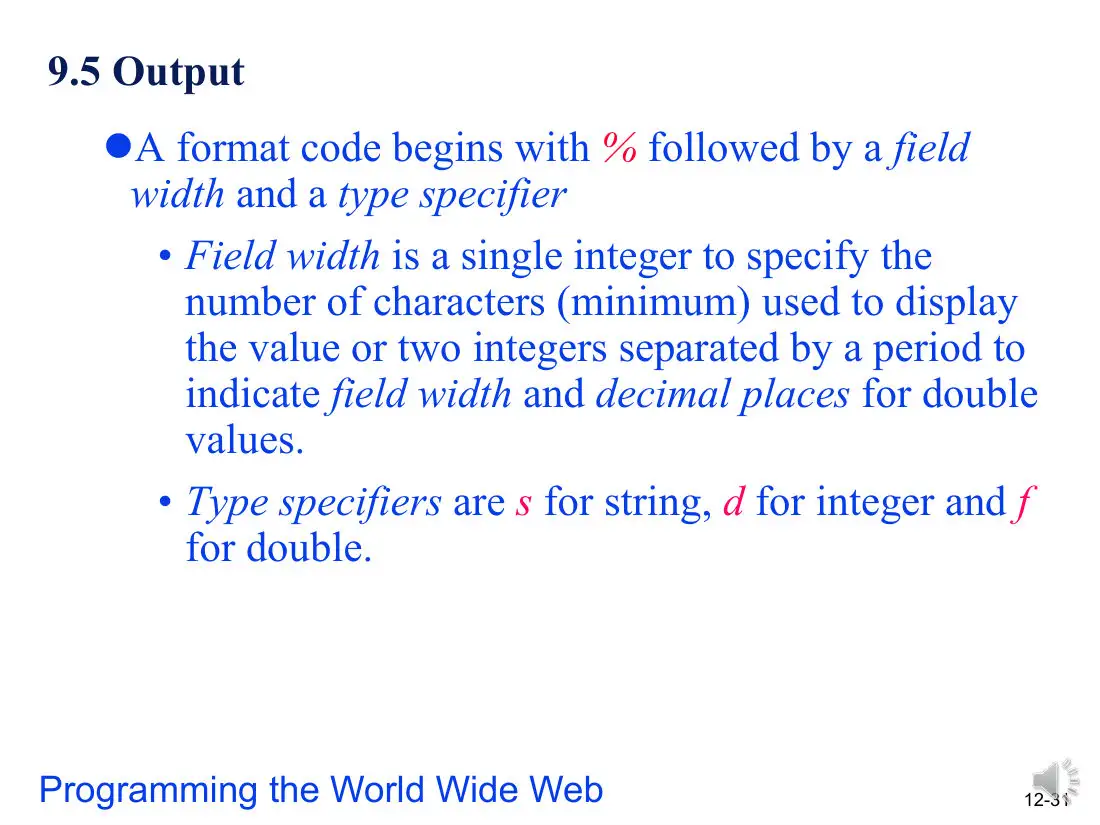 9.5 Output
●A format code begins with % followed by a field
width and a type specifier
• Field width is a single integer to specify the
number of characters (minimum) used to display
the value or two integers separated by a period to
indicate field width and decimal places for double
values.
• Type specifiers are s for string, d for integer and f
for double.
Programming the World Wide Web
12-31